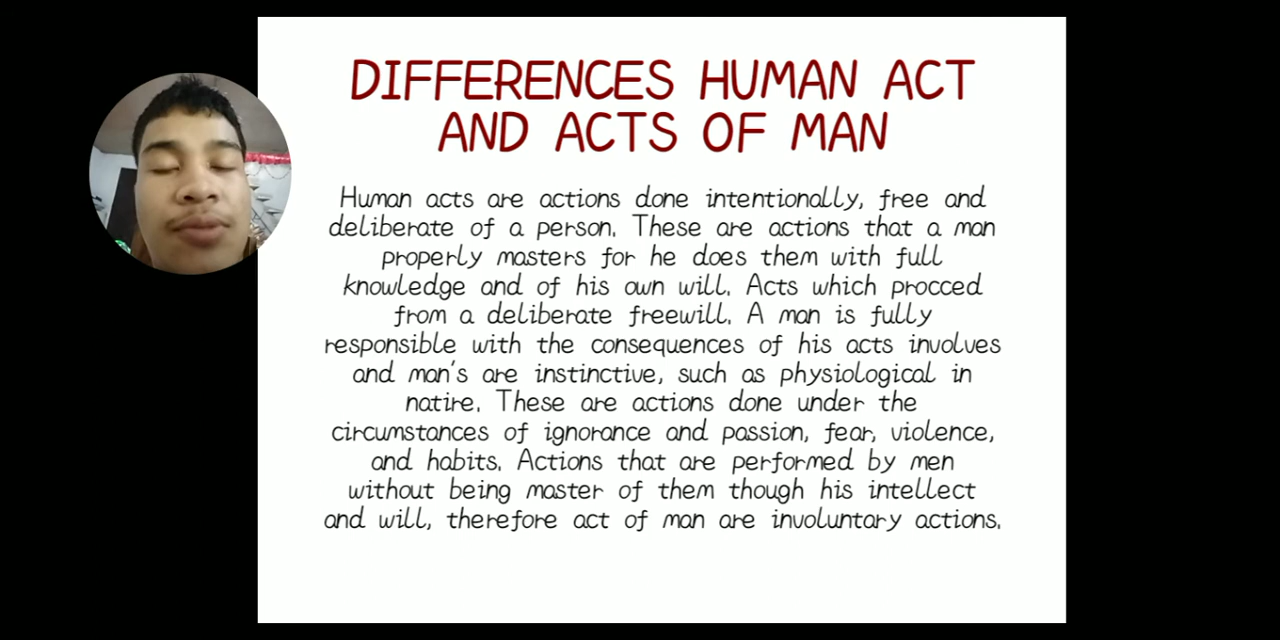 DIFFERENCES HUMAN ACT
AND ACTS OF MAN
Human acts are actions done intentionally, free and
deliberate of a person. These are actions that a man
properly masters for he does them with full
knowledge and of his own will. Acts which procced
from a deliberate freewill. A man is fully
responsible with the consequences of his acts involves
and man's are instinctive, such as physiological in
natire. These are actions done under the
circumstances of ignorance and passion, fear, violence,
and habits. Actions that are performed by men
without being master of them though his intellect
and will, therefore act of man are involuntary actions.